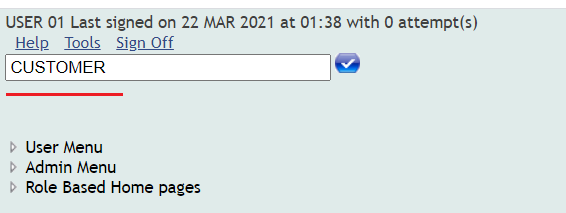 USER 01 Last signed on 22 MAR 2021 at 01:38 with 0 attempt(s)
Help Tools Sign Off
CUSTOMER
User Menu
Admin Menu
Role Based Home pages